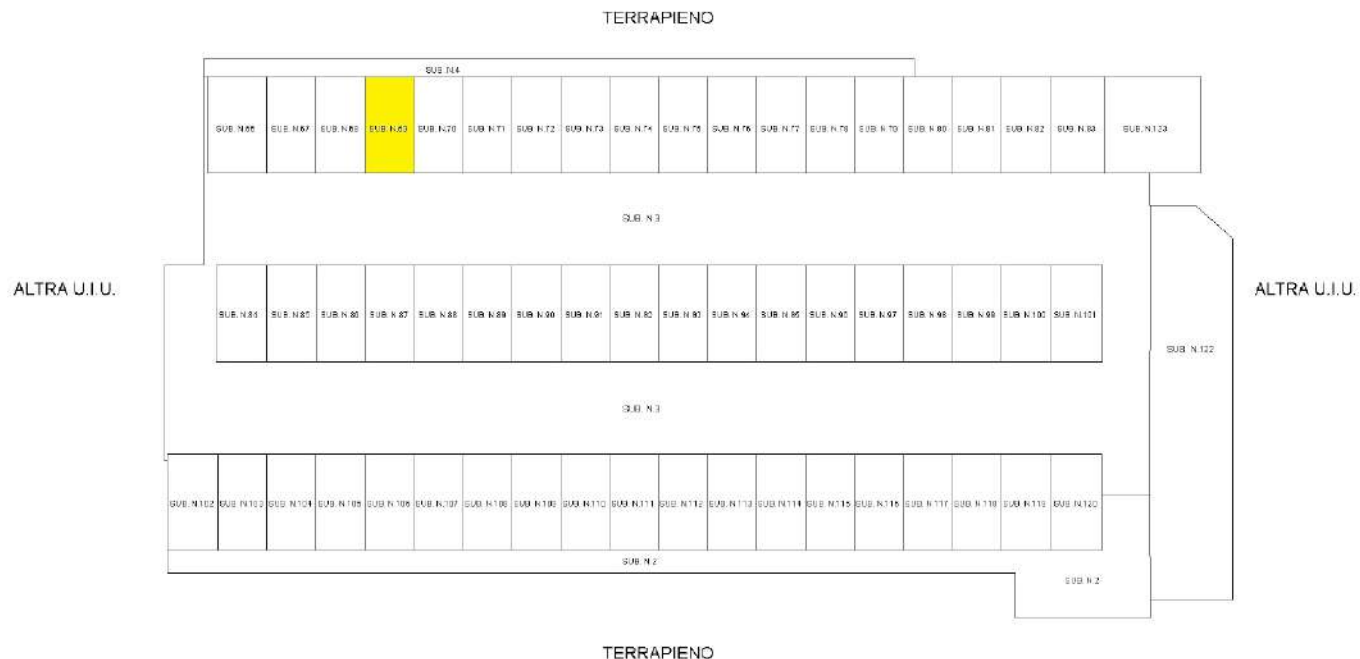 TERRAPIENO
SUB. N.4
SUB. N.66 SUB. N.67 SUB. N.68 SUB. N.69 SUB. N.70 SUB. N.71 SUB. N.72 SUB. N.73 SUB. N.74 SUB. N.75 SUB. N.76 SUB. N.77 SUB. N.78 SUB. N.79 SUB. N.80 SUB. N.81 SUB. N.82 SUB. N.83 SUB. N.123
SUB. N.3
ALTRA U.I.U.
ALTRA U.I.U.
SUB. N.84 SUB. N.85 SUB. N.86 SUB. N.87 SUB. N.88 SUB. N.89 SUB. N.90 SUB. N.91 SUB. N.92 SUB. N.93 SUB. N.94 SUB. N.95 SUB. N.96 SUB. N.97 SUB. N.98 SUB. N.99 SUB. N.100 SUB. N.101
SUB. N.122
SUB. N.3
SUB. N.102 SUB. N.103 SUB. N.104 SUB. N.105 SUB. N.106 SUB. N.107 SUB. N.108 SUB. N.109 SUB. N.110 SUB. N.111 SUB. N.112 SUB. N.113 SUB. N.114 SUB. N.115 SUB. N.116 SUB. N.117 SUB. N.118 SUB. N.119 SUB. N.120
SUB. N.2
SUB. N.2
TERRAPIENO